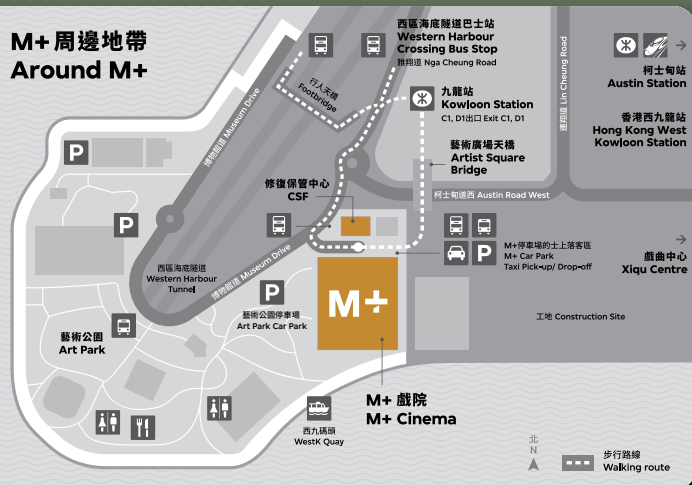 M+周邊地帶
Around M+
西區海底隧道巴士站
Western Harbour
Crossing Bus Stop
雅翔道 Nga Cheung Road
行人天橋
Footbridge
博物館道 Museum Drive
九龍站
Kowloon Station
C1, D1出口 Exit C1, D1
連翔道 Lin Cheung Road
柯士甸站
Austin Station
香港西九龍站
Hong Kong West
Kowloon Station
藝術廣場天橋
Artist Square
Bridge
柯士甸道西 Austin Road West
修復保管中心
CSF
P
P
西區海底隧道
Western Harbour
Tunnel
博物館道 Museum Drive
P
M+停車場的士上落客區
M+ Car Park
Taxi Pick-up/ Drop-off
戲曲中心
Xiqu Centre
P
藝術公園停車場
Art Park Car Park
M+
工地 Construction Site
藝術公園
Art Park
M+ 戲院
M+ Cinema
西九碼頭
WestK Quay
北
N
步行路線
Walking route